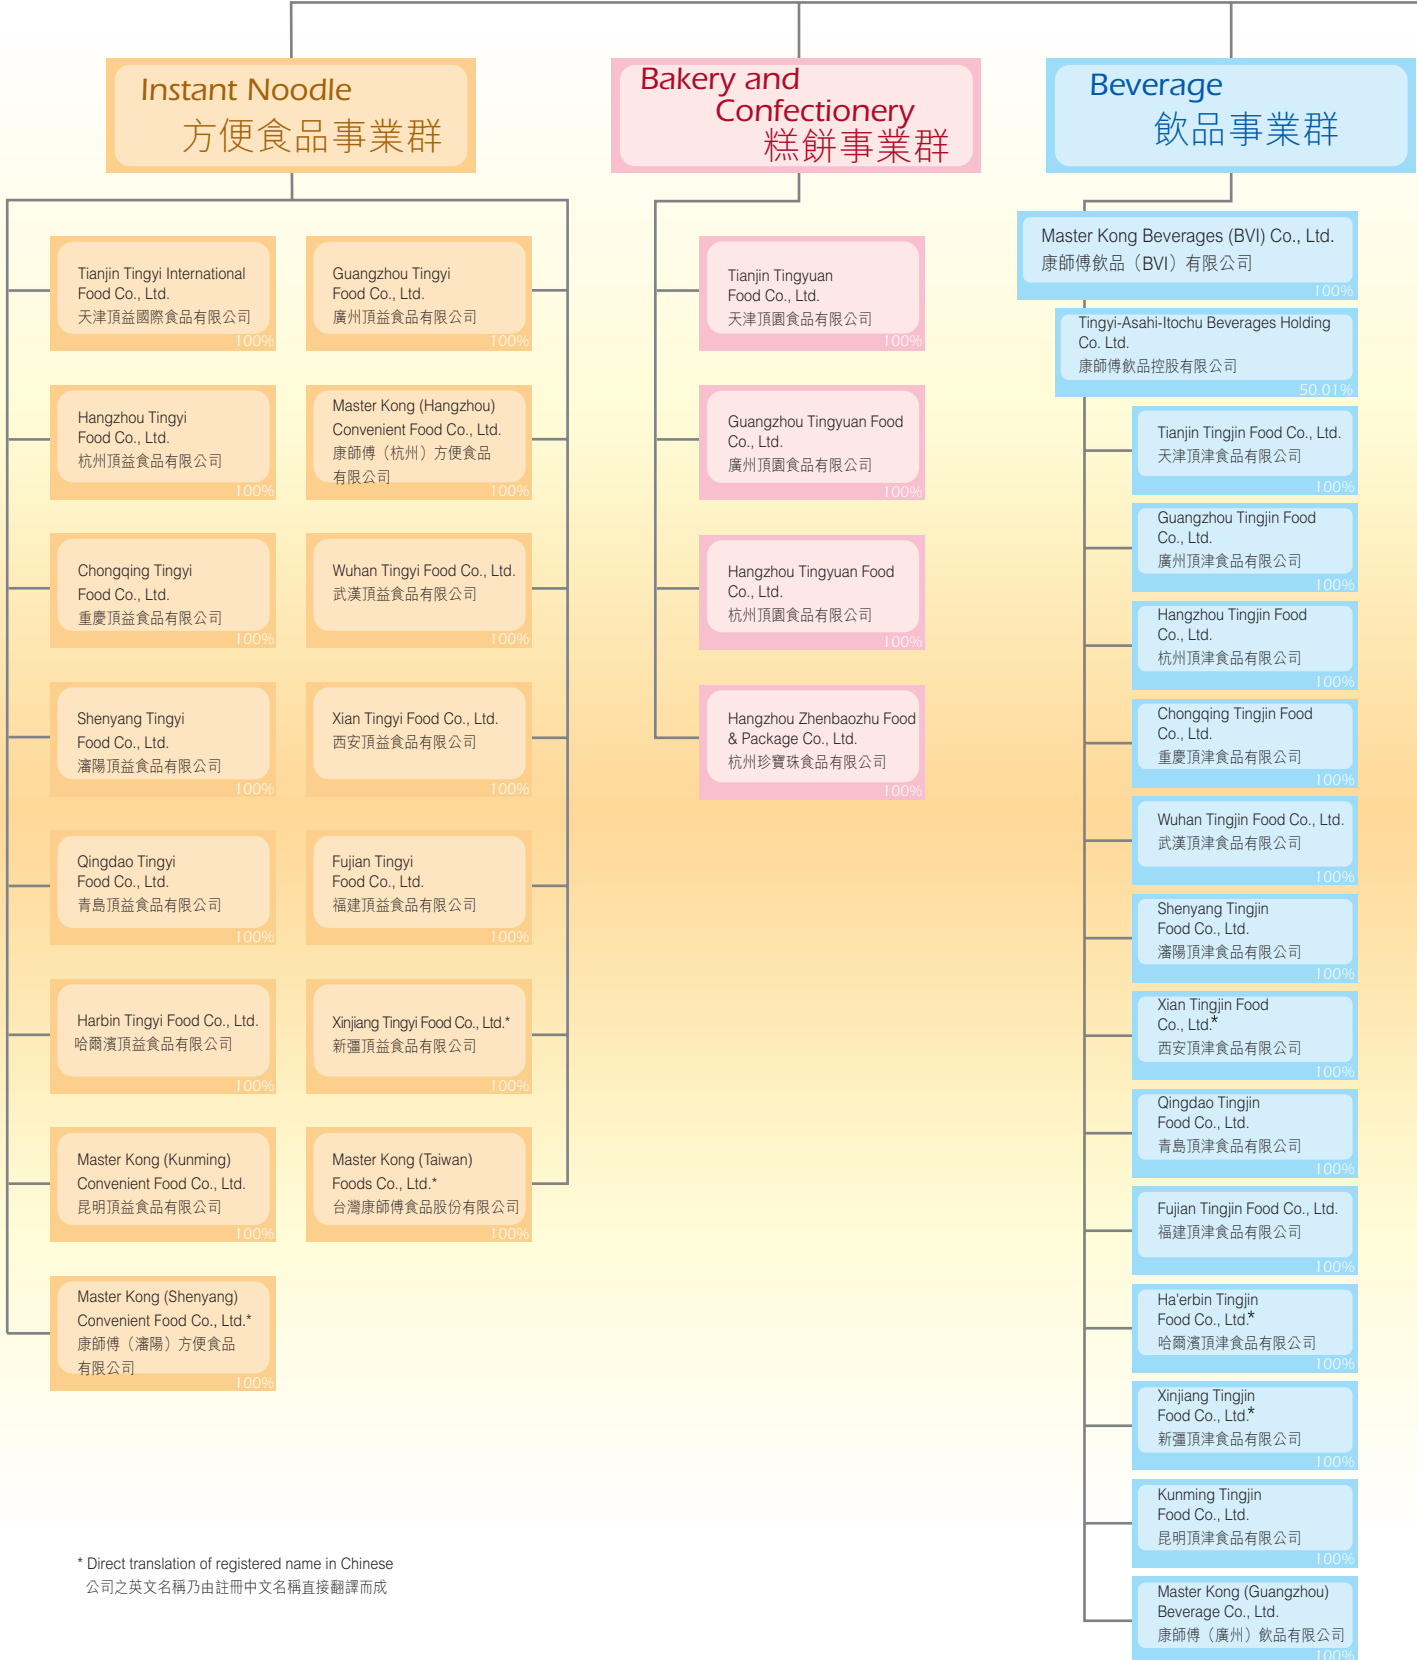 Instant Noodle
方便食品事業群
Tianjin Tingyi International
Food Co., Ltd.
天津頂益國際食品有限公司
100%
Hangzhou Tingyi
Food Co., Ltd.
杭州頂益食品有限公司
100%
Chongqing Tingyi
Food Co., Ltd.
重慶頂益食品有限公司
100%
Shenyang Tingyi
Food Co., Ltd.
瀋陽頂益食品有限公司
100%
Qingdao Tingyi
Food Co., Ltd.
青島頂益食品有限公司
100%
Harbin Tingyi Food Co., Ltd.
哈爾濱頂益食品有限公司
100%
Master Kong (Kunming)
Convenient Food Co., Ltd.
昆明頂益食品有限公司
100%
Master Kong (Shenyang)
Convenient Food Co., Ltd.*
康師傅（瀋陽）方便食品
有限公司
100%
Guangzhou Tingyi
Food Co., Ltd.
廣州頂益食品有限公司
100%
Master Kong (Hangzhou)
Convenient Food Co., Ltd.
康師傅（杭州）方便食品
有限公司
100%
Wuhan Tingyi Food Co., Ltd.
武漢頂益食品有限公司
100%
Xian Tingyi Food Co., Ltd.
西安頂益食品有限公司
100%
Fujian Tingyi
Food Co., Ltd.
福建頂益食品有限公司
100%
Xinjiang Tingyi Food Co., Ltd.*
新彊頂益食品有限公司
100%
Master Kong (Taiwan)
Foods Co., Ltd.*
台灣康師傅食品股份有限公司
100%
Bakery and
Confectionery
糕餅事業群
Tianjin Tingyuan
Food Co., Ltd.
天津頂園食品有限公司
100%
Guangzhou Tingyuan Food
Co., Ltd.
廣州頂園食品有限公司
100%
Hangzhou Tingyuan Food
Co., Ltd.
杭州頂園食品有限公司
100%
Hangzhou Zhenbaozhu Food
& Package Co., Ltd.
杭州珍寶珠食品有限公司
100%
Beverage
飲品事業群
Master Kong Beverages (BVI) Co., Ltd.
康師傅飲品（BVI）有限公司
100%
Tingyi-Asahi-Itochu Beverages Holding
Co. Ltd.
康師傅飲品控股有限公司
50.01%
Tianjin Tingjin Food Co., Ltd.
天津頂津食品有限公司
100%
Guangzhou Tingjin Food
Co., Ltd.
廣州頂津食品有限公司
100%
Hangzhou Tingjin Food
Co., Ltd.
杭州頂津食品有限公司
100%
Chongqing Tingjin Food
Co., Ltd.
重慶頂津食品有限公司
100%
Wuhan Tingjin Food Co., Ltd.
武漢頂津食品有限公司
100%
Shenyang Tingjin
Food Co., Ltd.
瀋陽頂津食品有限公司
100%
Xian Tingjin Food
Co., Ltd.*
西安頂津食品有限公司
100%
Qingdao Tingjin
Food Co., Ltd.
青島頂津食品有限公司
100%
Fujian Tingjin Food Co., Ltd.
福建頂津食品有限公司
100%
Ha'erbin Tingjin
Food Co., Ltd.*
哈爾濱頂津食品有限公司
100%
Xinjiang Tingjin
Food Co., Ltd.*
新彊頂津食品有限公司
100%
Kunming Tingjin
Food Co., Ltd.
昆明頂津食品有限公司
100%
Master Kong (Guangzhou)
Beverage Co., Ltd.
康師傅（廣州）飲品有限公司
100%
* Direct translation of registered name in Chinese
公司之英文名稱乃由註冊中文名稱直接翻譯而成